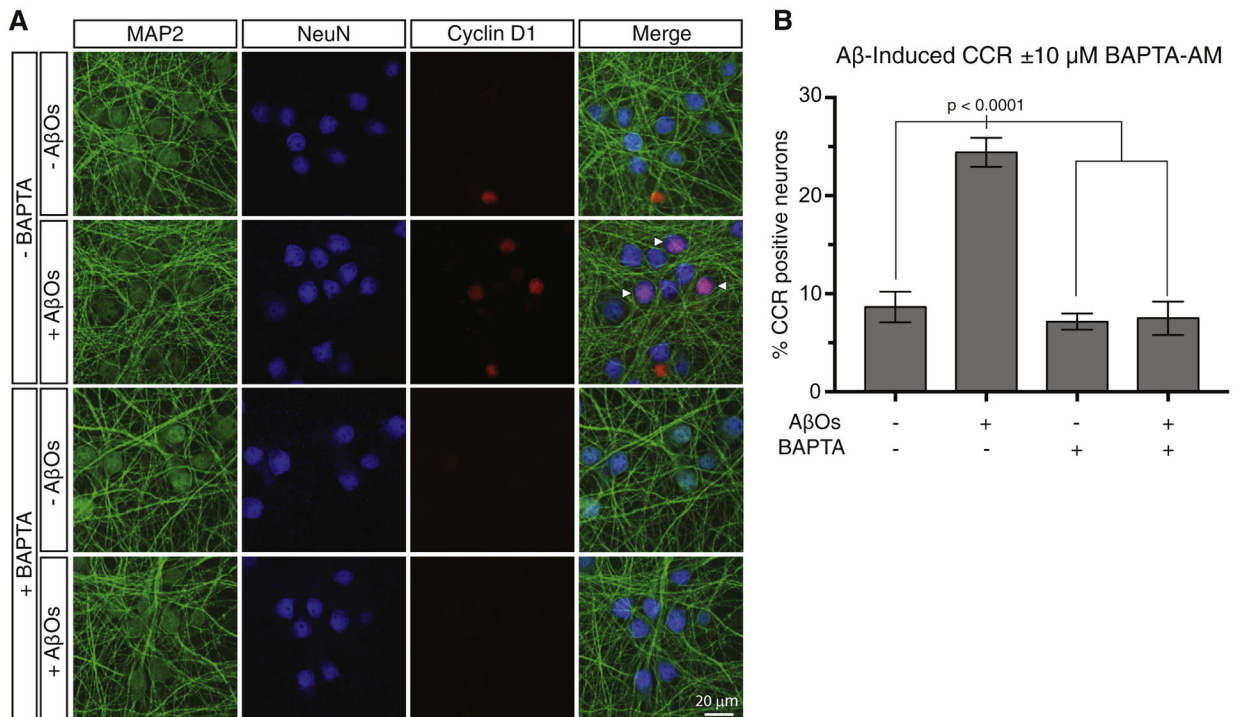 A
MAP2 NeuN Cyclin D1 Merge
- BAPTA
- AβOs
+ AβOs
+ BAPTA
- AβOs
+ AβOs
20 μm
B
Aβ-Induced CCR ±10 μM BAPTA-AM
p < 0.0001
% CCR positive neurons
30
20
10
0
AβOs - + - +
BAPTA - - + +